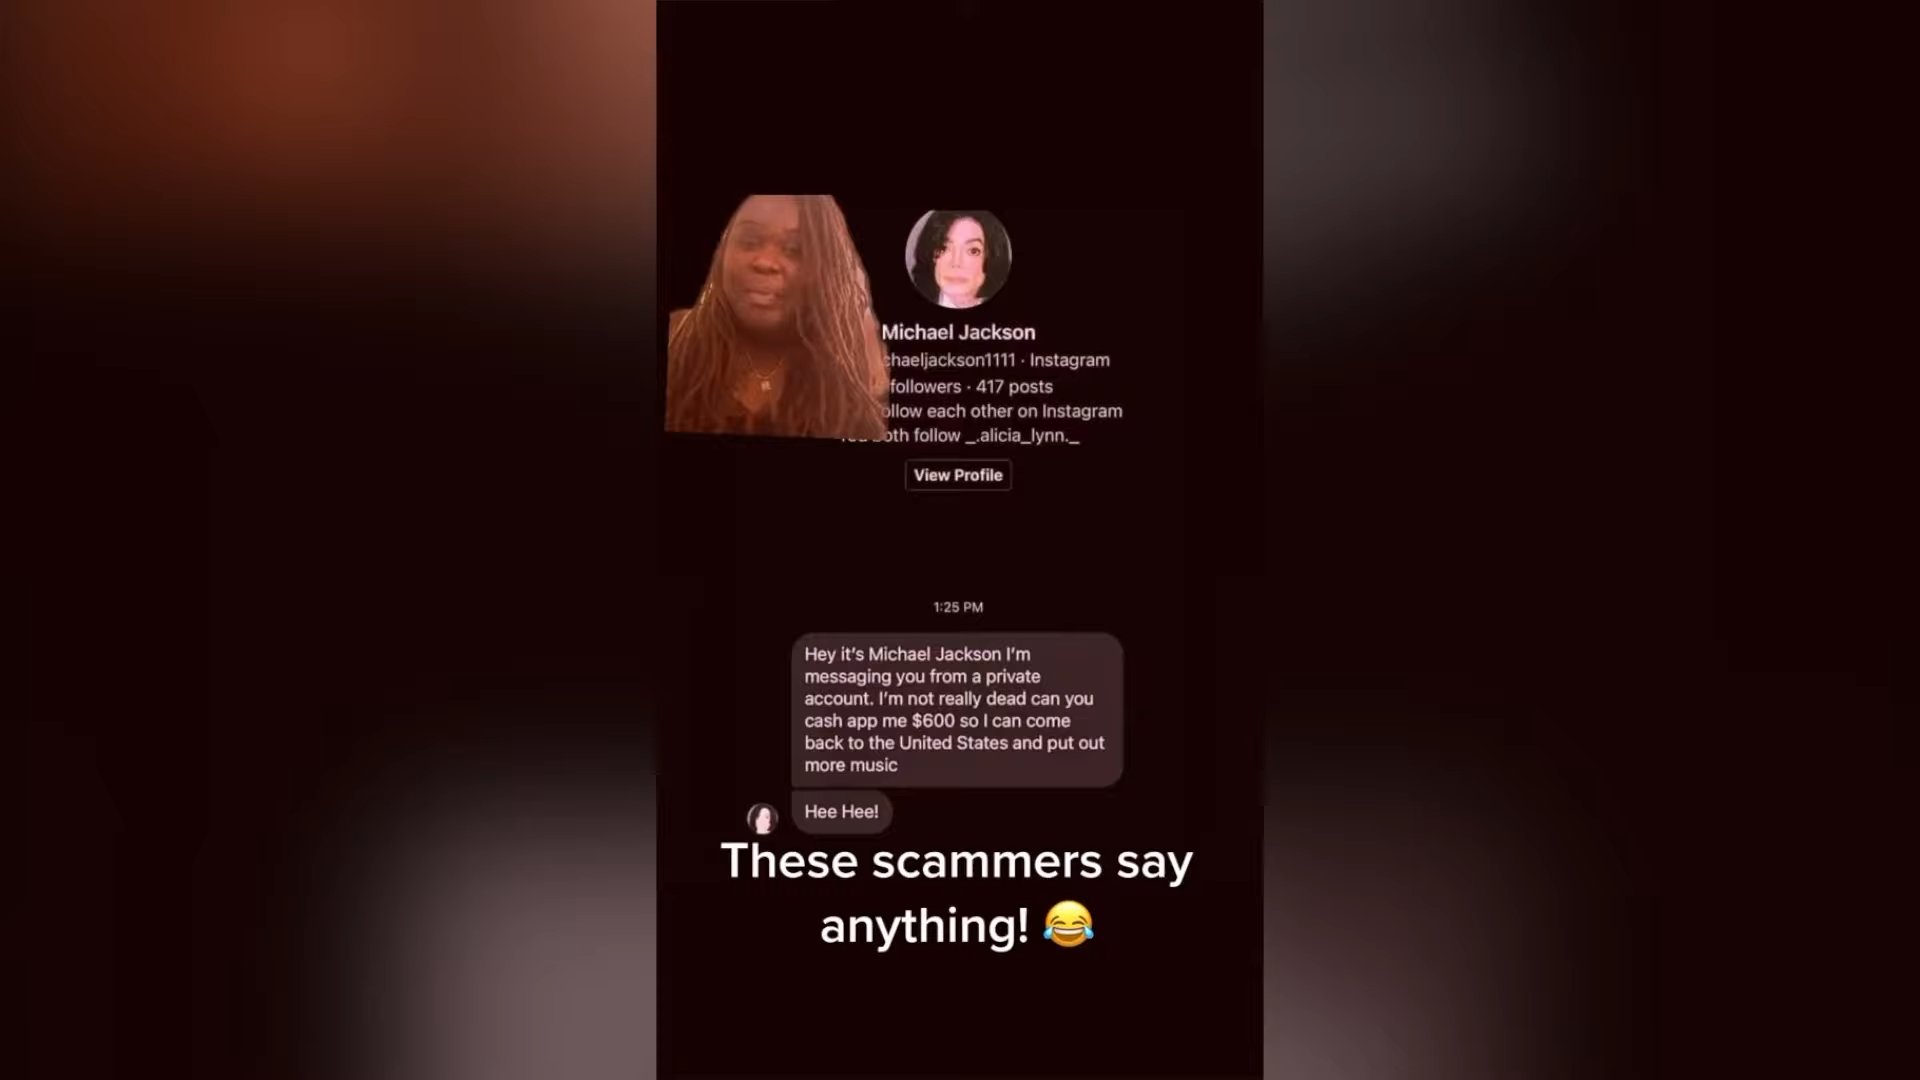 Michael Jackson
chaeljackson1111 · Instagram
followers · 417 posts
ollow each other on Instagram
oth follow _.alicia_lynn._
View Profile
1:25 PM
Hey it's Michael Jackson I'm
messaging you from a private
account. I'm not really dead can you
cash app me $600 so I can come
back to the United States and put out
more music
Hee Hee!
These scammers say
anything! 😂